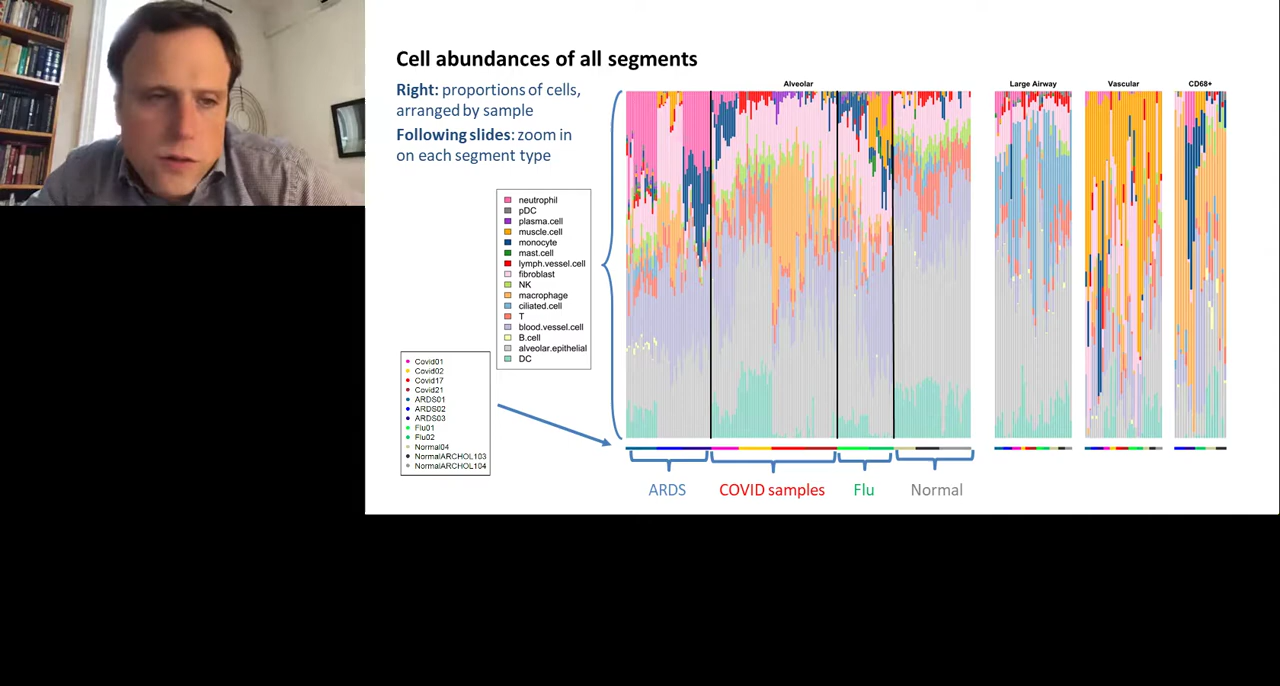 Cell abundances of all segments
Right: proportions of cells,
arranged by sample
Following slides: zoom in
on each segment type
neutrophil
pDC
plasma.cell
muscle.cell
monocyte
mast.cell
lymph.vessel.cell
fibroblast
NK
macrophage
ciliated.cell
T
blood.vessel.cell
B.cell
alveolar.epithelial
DC
Covid01
Covid02
Covid17
Covid21
ARDS01
ARDS02
ARDS03
Flu01
Flu02
Normal04
NormalARCHOL103
NormalARCHOL104
Alveolar
Large Airway
Vascular
CD68+
ARDS
COVID samples
Flu
Normal